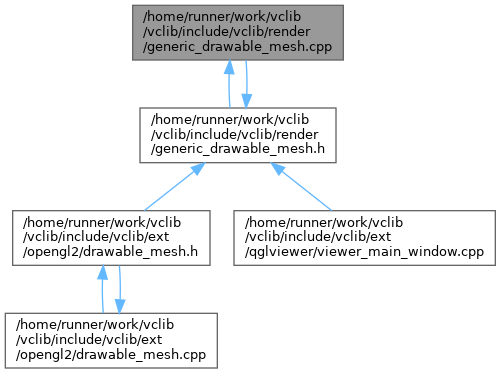 /home/runner/work/vclib
/vclib/include/vclib/render
/generic_drawable_mesh.cpp
/home/runner/work/vclib
/vclib/include/vclib/render
/generic_drawable_mesh.h
/home/runner/work/vclib
/vclib/include/vclib/ext
/opengl2/drawable_mesh.h
/home/runner/work/vclib
/vclib/include/vclib/ext
/qglviewer/viewer_main_window.cpp
/home/runner/work/vclib
/vclib/include/vclib/ext
/opengl2/drawable_mesh.cpp